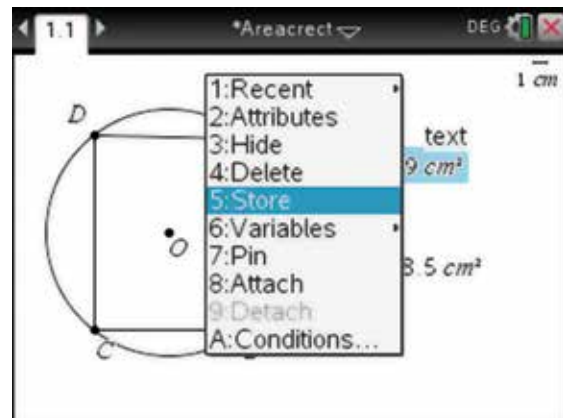 1.1 *Areacrect DEG
1 cm
D
1:Recent
2:Attributes
3:Hide
4:Delete
5:Store
6:Variables
7:Pin
8:Attach
9:Detach
A:Conditions...
text
9 cm²
O
8.5 cm²
C